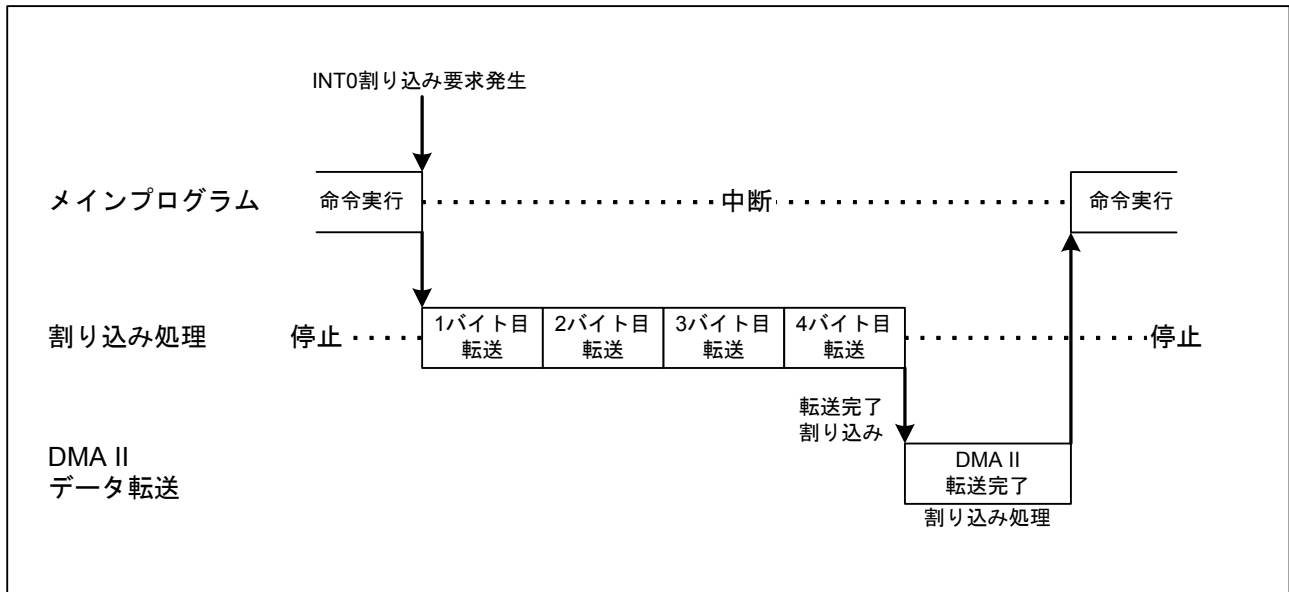 INT0割り込み要求発生
メインプログラム
命令実行
中断
命令実行
割り込み処理
停止
1バイト目
転送
2バイト目
転送
3バイト目
転送
4バイト目
転送
停止
転送完了
割り込み
DMA II
データ転送
DMA II
転送完了
割り込み処理